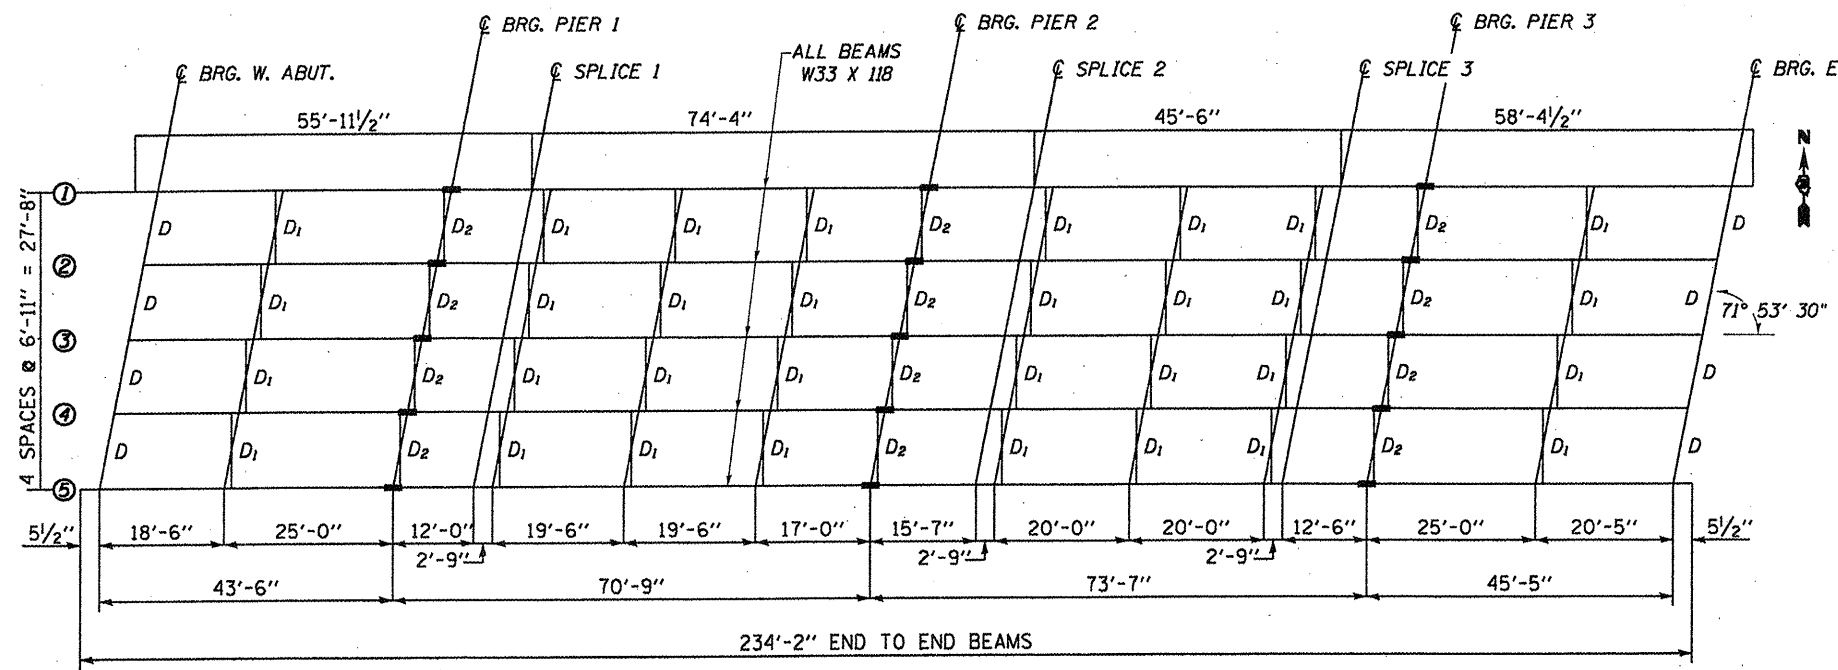 ℄ BRG. PIER 1
℄ BRG. PIER 2
℄ BRG. PIER 3
℄ BRG. W. ABUT.
℄ SPLICE 1
ALL BEAMS
W33 X 118
℄ SPLICE 2
℄ SPLICE 3
℄ BRG. E
55'-11½"
74'-4"
45'-6"
58'-4½"
N
4 SPACES @ 6'-11" = 27'-8"
1
D D1 D2 D1 D1 D1 D2 D1 D1 D1 D2 D1 D
2
D D1 D2 D1 D1 D1 D2 D1 D1 D1 D2 D1 D
71° 53' 30"
3
D D1 D2 D1 D1 D1 D2 D1 D1 D1 D2 D1 D
4
D D1 D2 D1 D1 D1 D2 D1 D1 D1 D2 D1 D
5
5½" 18'-6" 25'-0" 12'-0" 2'-9" 19'-6" 19'-6" 17'-0" 15'-7" 2'-9" 20'-0" 20'-0" 2'-9" 12'-6" 25'-0" 20'-5" 5½"
43'-6" 70'-9" 73'-7" 45'-5"
234'-2" END TO END BEAMS